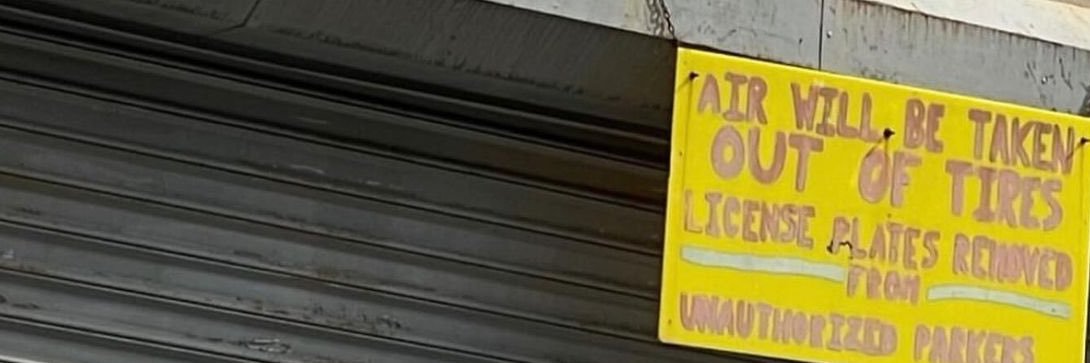 AIR WILL BE TAKEN
OUT OF TIRES
LICENSE PLATES REMOVED
FROM
UNAUTHORIZED PARKERS